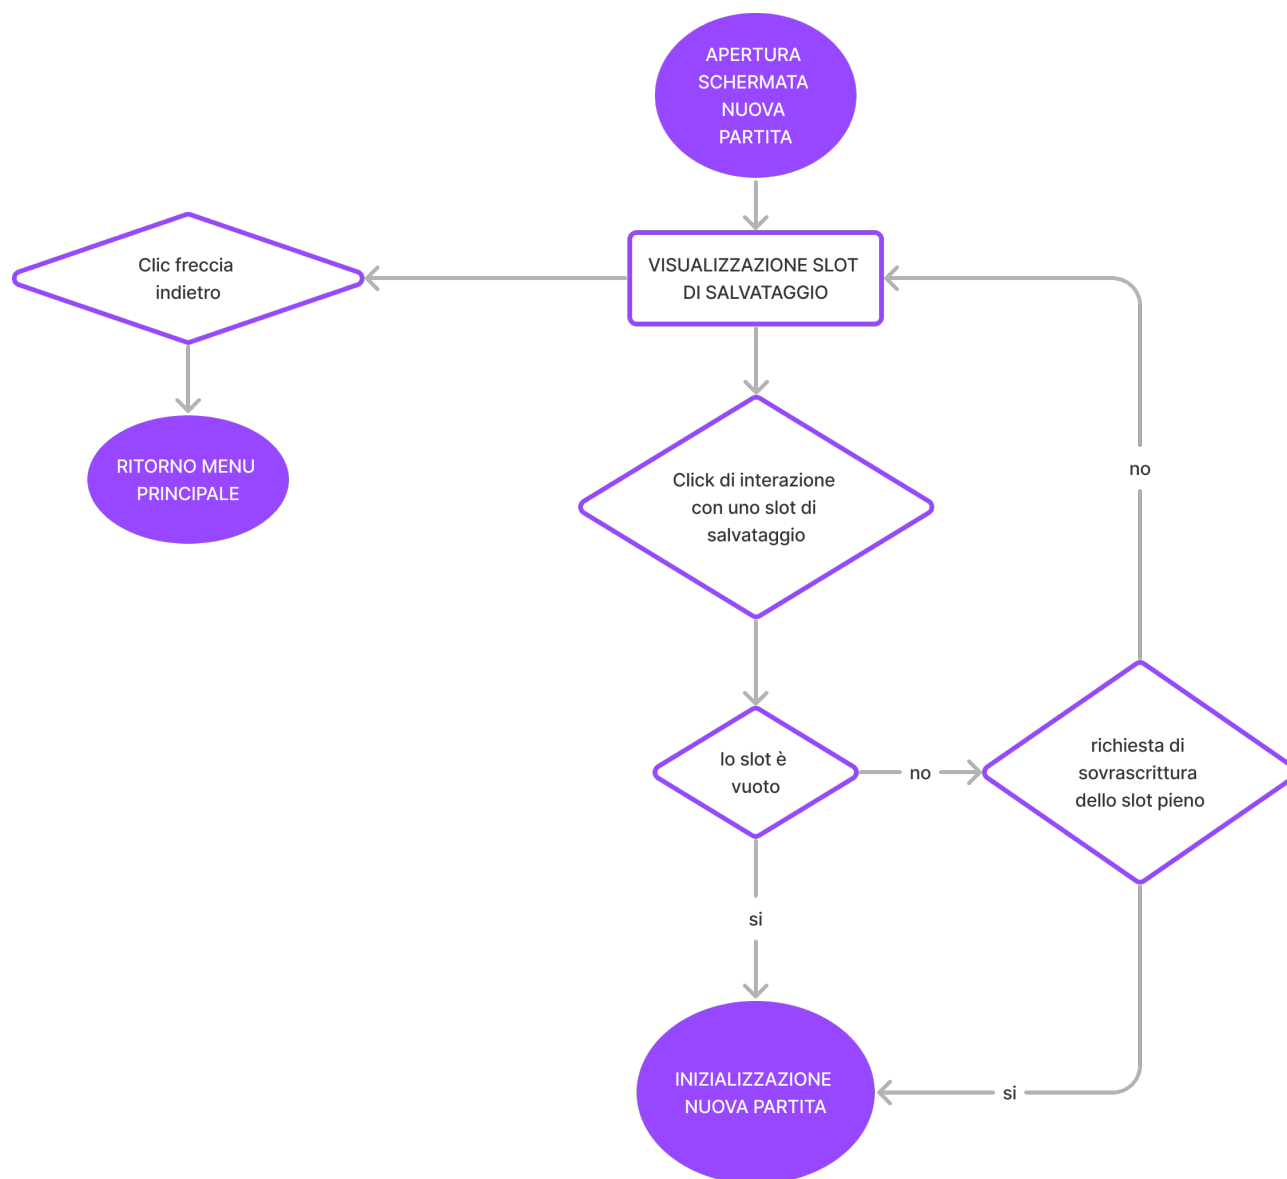 APERTURA
SCHERMATA
NUOVA
PARTITA
VISUALIZZAZIONE SLOT
DI SALVATAGGIO
Clic freccia
indietro
RITORNO MENU
PRINCIPALE
Click di interazione
con uno slot di
salvataggio
no
lo slot è
vuoto
no
richiesta di
sovrascrittura
dello slot pieno
si
INIZIALIZZAZIONE
NUOVA PARTITA
si